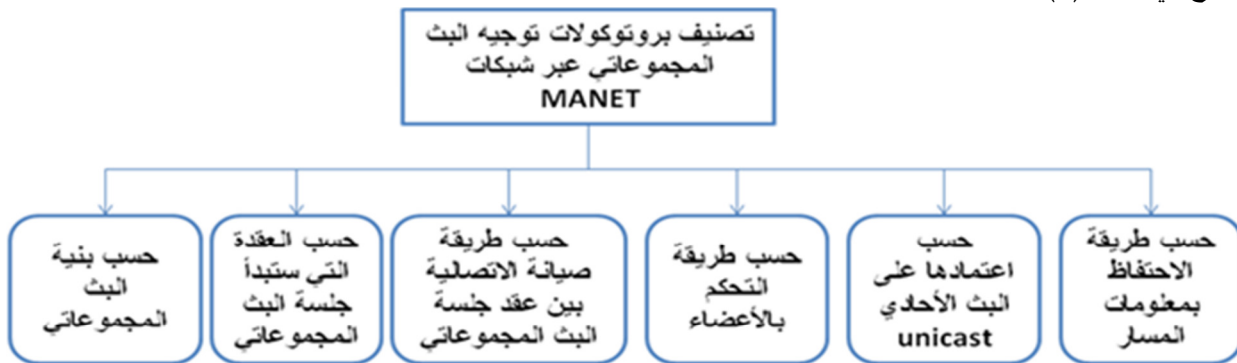 تصنيف بروتوكولات توجيه البث
المجموعاتي عبر شبكات
MANET
حسب طريقة
الاحتفاظ
بمعلومات
المسار
حسب
اعتمادها على
البث الأحادي
unicast
حسب طريقة
التحكم
بالأعضاء
حسب طريقة
صيانة الاتصالية
بين عقد جلسة
البث المجموعاتي
حسب العقدة
التي ستبدأ
جلسة البث
المجموعاتي
حسب بنية
البث
المجموعاتي